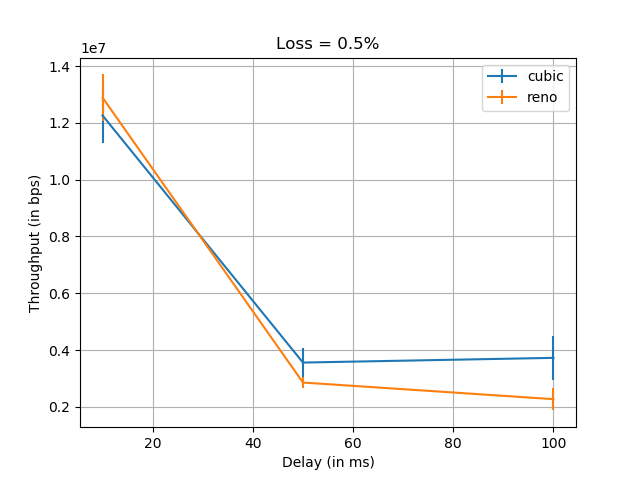 Loss = 0.5%
1e7
1.4
1.2
1.0
0.8
0.6
0.4
0.2
Throughput (in bps)
cubic
reno
20
40
60
80
100
Delay (in ms)